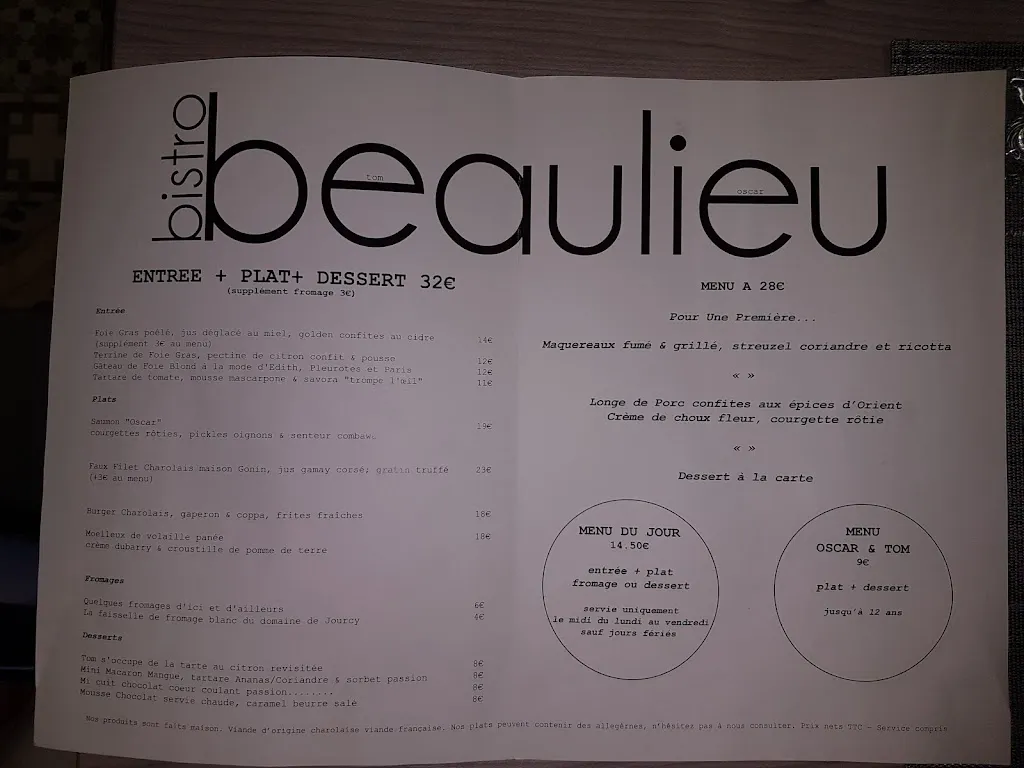 bistro
beaulieu
tom
oscar
ENTREE + PLAT+ DESSERT 32€
(supplément fromage 3€)
Entrée
Foie Gras poêlé, jus déglacé au miel, golden confites au cidre 14€
(supplément 3€ au menu)
Terrine de Foie Gras, pectine de citron confit & pousse 12€
Gâteau de Foie Blond à la mode d'Edith, Pleurotes et Paris 12€
Tartare de tomate, mousse mascarpone & savora "trompe l'œil" 11€
Plats
Saumon "Oscar" 19€
courgettes rôties, pickles oignons & senteur combawa
Faux Filet Charolais maison Gonin, jus gamay corsé; gratin truffé 23€
(+3€ au menu)
Burger Charolais, gaperon & coppa, frites fraîches 18€
Moelleux de volaille panée 18€
crème dubarry & croustille de pomme de terre
Fromages
Quelques fromages d'ici et d'ailleurs 6€
La faisselle de fromage blanc du domaine de Jourcy 4€
Desserts
Tom s'occupe de la tarte au citron revisitée 8€
Mini Macaron Mangue, tartare Ananas/Coriandre & sorbet passion 8€
Mi cuit chocolat coeur coulant passion........ 8€
Mousse Chocolat servie chaude, caramel beurre salé 8€
MENU A 28€
Pour Une Première...
Maquereaux fumé & grillé, streuzel coriandre et ricotta
« »
Longe de Porc confites aux épices d'Orient
Crème de choux fleur, courgette rôtie
« »
Dessert à la carte
MENU DU JOUR
14.50€
entrée + plat
fromage ou dessert
servie uniquement
le midi du lundi au vendredi
sauf jours fériés
MENU
OSCAR & TOM
9€
plat + dessert
jusqu'à 12 ans
Nos produits sont faits maison. Viande d'origine charolaise viande française. Nos plats peuvent contenir des allegèrnes, n'hésitez pas à nous consulter. Prix nets TTC – Service compris